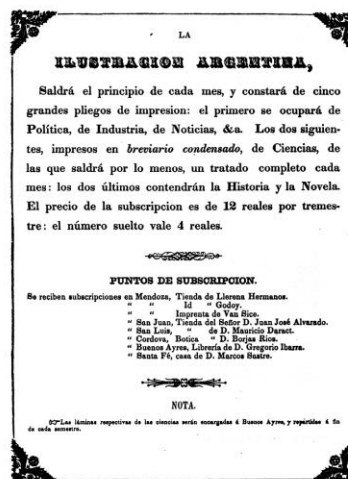 LA
ILUSTRACION ARGENTINA,
Saldrá el principio de cada mes, y constará de cinco
grandes pliegos de impresion: el primero se ocupará de
Política, de Industria, de Noticias, &a. Los dos siguien-
tes, impresos en breviario condensado, de Ciencias, de
las que saldrá por lo menos, un tratado completo cada
mes: los dos últimos contendrán la Historia y la Novela.
El precio de la subscripcion es de 12 reales por tremes-
tre: el número suelto vale 4 reales.
PUNTOS DE SUBSCRIPCION.
Se reciben subscripciones en Mendoza, Tienda de Llerena Hermanos.
" " Id " Godoy.
" " Imprenta de Van Sice.
" San Juan, Tienda del Señor D. Juan José Alvarado.
" San Luis, " de D. Mauricio Daract.
" Cordova, Botica " D. Borjas Rios.
" Buenos Ayres, Librería de D. Gregorio Ibarra.
" Santa Fé, casa de D. Marcos Sastre.
NOTA.
Las láminas respectivas de las ciencias serán encargadas á Buenos Ayres, y repartidas á fin
de cada semestre.